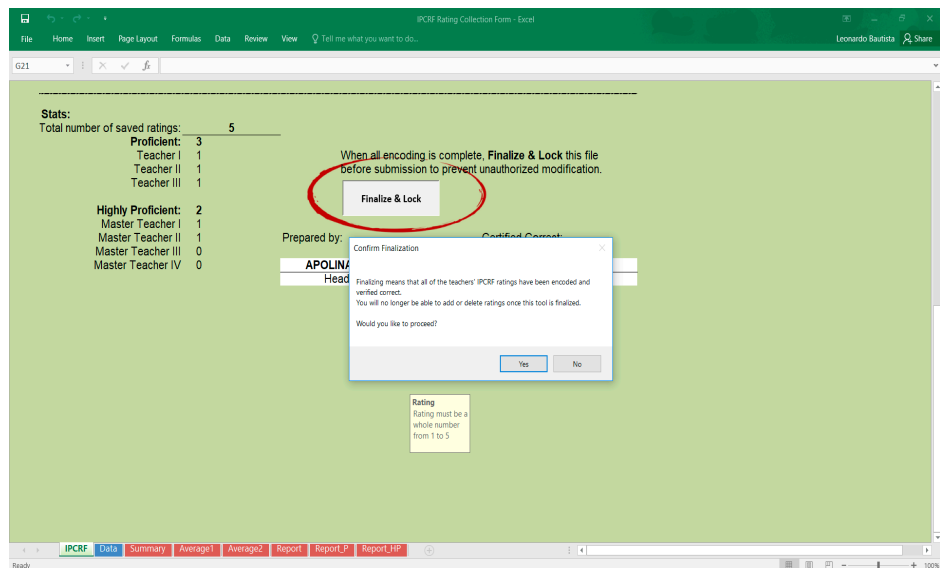 IPCRF Rating Collection Form - Excel
File Home Insert Page Layout Formulas Data Review View Tell me what you want to do... Leonardo Bautista Share
G21 fx
Stats:
Total number of saved ratings: 5
Proficient: 3
Teacher I 1
Teacher II 1
Teacher III 1
Highly Proficient: 2
Master Teacher I 1
Master Teacher II 1
Master Teacher III 0
Master Teacher IV 0
When all encoding is complete, Finalize & Lock this file
before submission to prevent unauthorized modification.
Finalize & Lock
Prepared by: Certified Correct:
APOLINA
Head
Confirm Finalization
Finalizing means that all of the teachers' IPCRF ratings have been encoded and
verified correct.
You will no longer be able to add or delete ratings once this tool is finalized.
Would you like to proceed?
Yes No
Rating
Rating must be a
whole number
from 1 to 5
IPCRF Data Summary Average1 Average2 Report Report_P Report_HP
Ready 100%